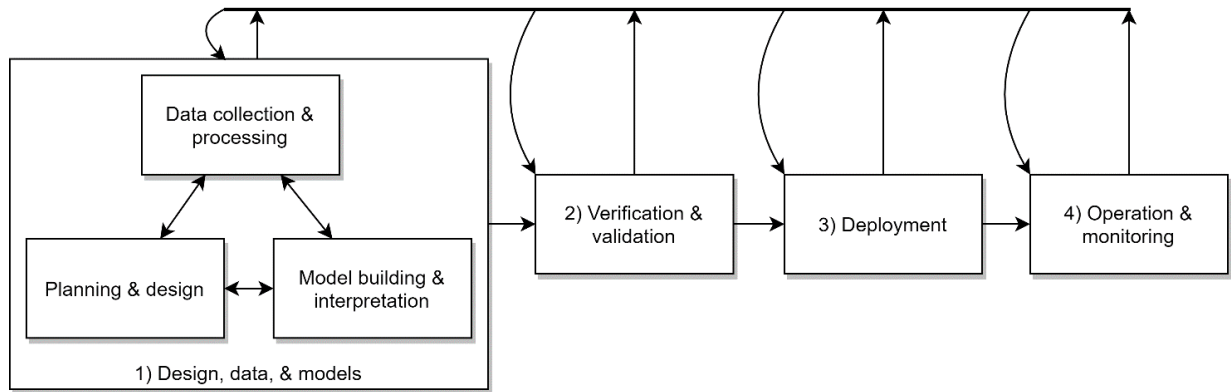 Data collection &
processing
Planning & design
Model building &
interpretation
1) Design, data, & models
2) Verification &
validation
3) Deployment
4) Operation &
monitoring